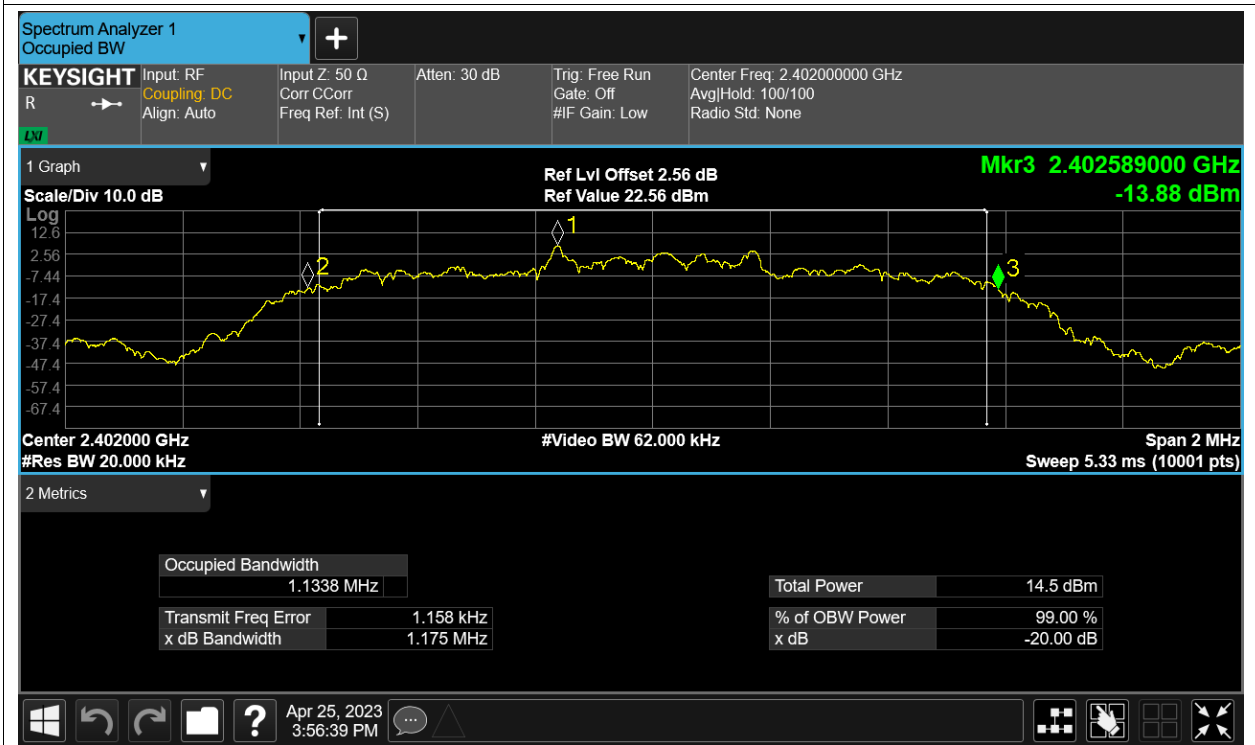 Spectrum Analyzer 1
Occupied BW
KEYSIGHT
R
LXI
Input: RF
Coupling: DC
Align: Auto
Input Z: 50 Ω
Corr CCorr
Freq Ref: Int (S)
Atten: 30 dB
Trig: Free Run
Gate: Off
#IF Gain: Low
Center Freq: 2.402000000 GHz
Avg|Hold: 100/100
Radio Std: None
1 Graph
Scale/Div 10.0 dB
Ref Lvl Offset 2.56 dB
Ref Value 22.56 dBm
Mkr3 2.402589000 GHz
-13.88 dBm
Log
12.6
2.56
-7.44
-17.4
-27.4
-37.4
-47.4
-57.4
-67.4
1
2
3
Center 2.402000 GHz
#Res BW 20.000 kHz
#Video BW 62.000 kHz
Span 2 MHz
Sweep 5.33 ms (10001 pts)
2 Metrics
Occupied Bandwidth
1.1338 MHz
Transmit Freq Error 1.158 kHz
x dB Bandwidth 1.175 MHz
Total Power 14.5 dBm
% of OBW Power 99.00 %
x dB -20.00 dB
?
Apr 25, 2023
3:56:39 PM